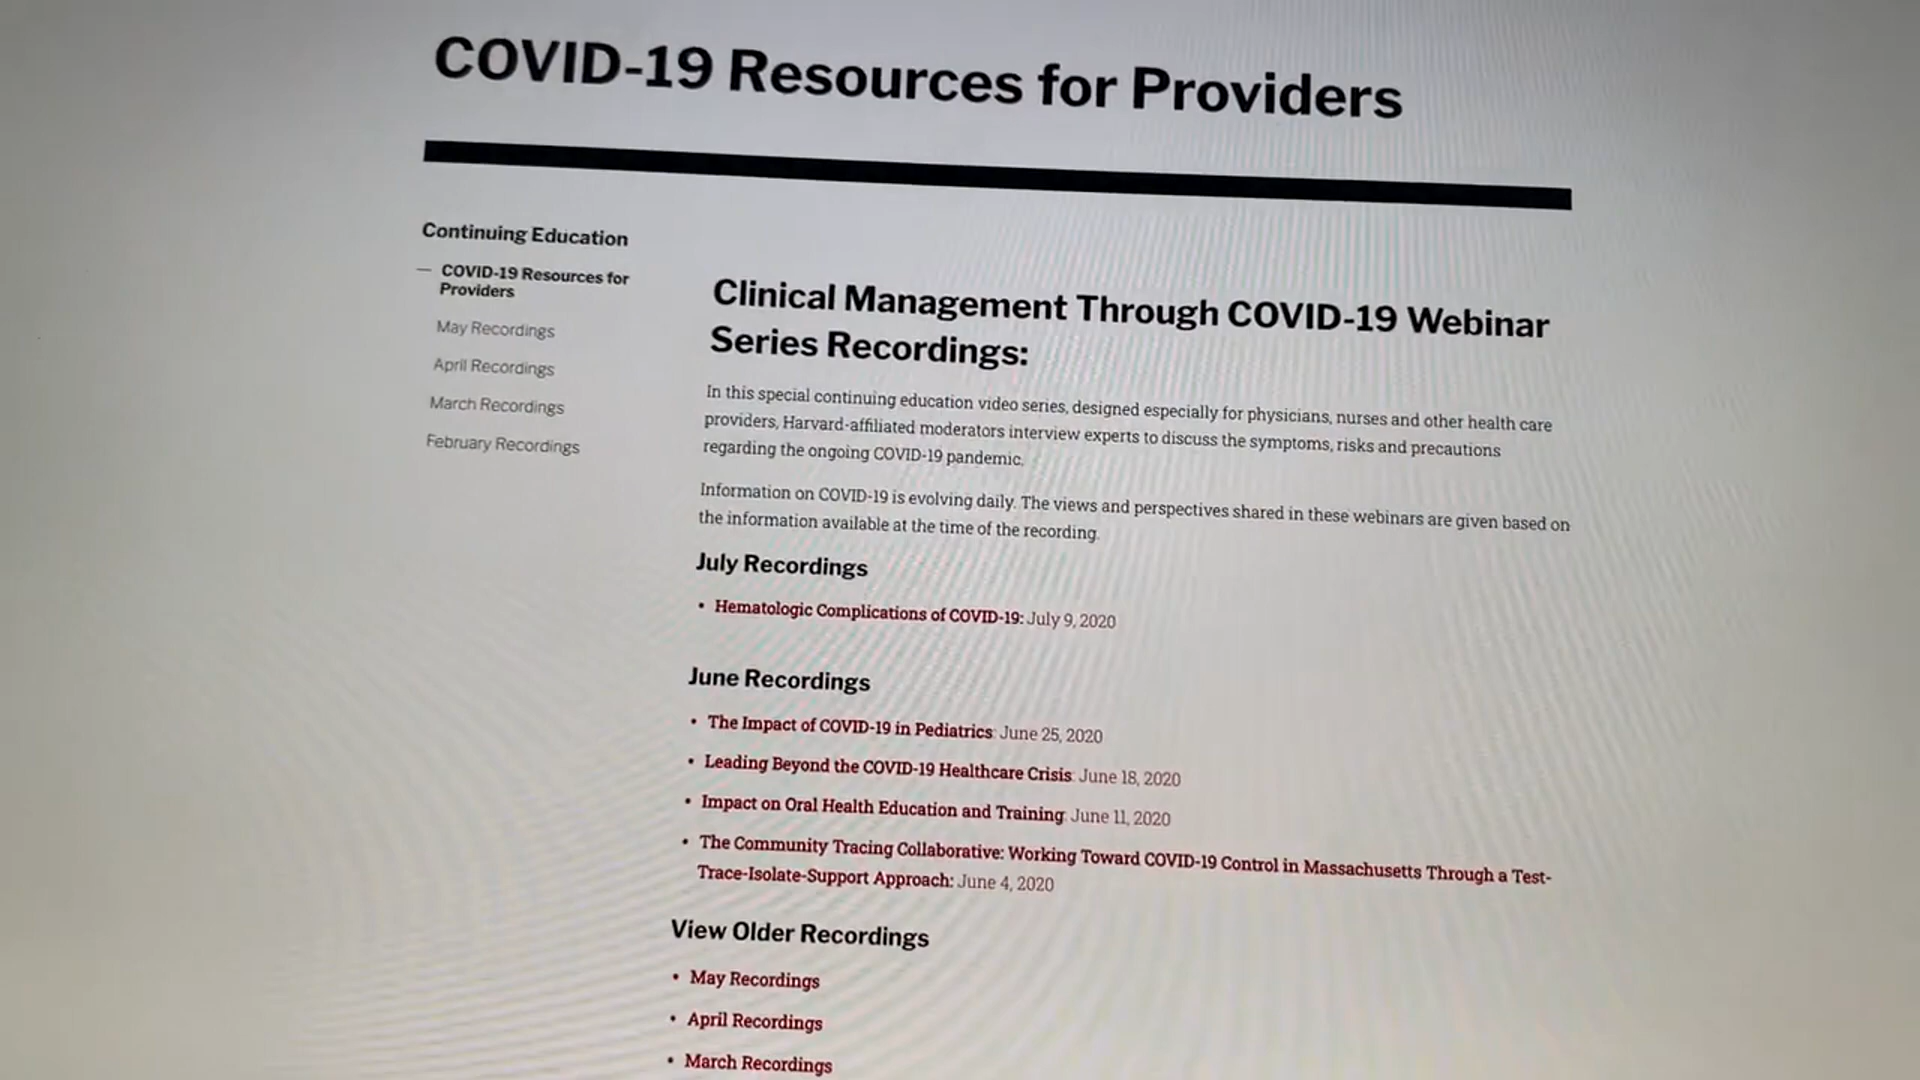 COVID-19 Resources for Providers
Continuing Education
— COVID-19 Resources for
Providers
May Recordings
April Recordings
March Recordings
February Recordings
Clinical Management Through COVID-19 Webinar
Series Recordings:
In this special continuing education video series, designed especially for physicians, nurses and other health care
providers, Harvard-affiliated moderators interview experts to discuss the symptoms, risks and precautions
regarding the ongoing COVID-19 pandemic.
Information on COVID-19 is evolving daily. The views and perspectives shared in these webinars are given based on
the information available at the time of the recording.
July Recordings
• Hematologic Complications of COVID-19: July 9, 2020
June Recordings
• The Impact of COVID-19 in Pediatrics: June 25, 2020
• Leading Beyond the COVID-19 Healthcare Crisis: June 18, 2020
• Impact on Oral Health Education and Training: June 11, 2020
• The Community Tracing Collaborative: Working Toward COVID-19 Control in Massachusetts Through a Test-
Trace-Isolate-Support Approach: June 4, 2020
View Older Recordings
• May Recordings
• April Recordings
• March Recordings